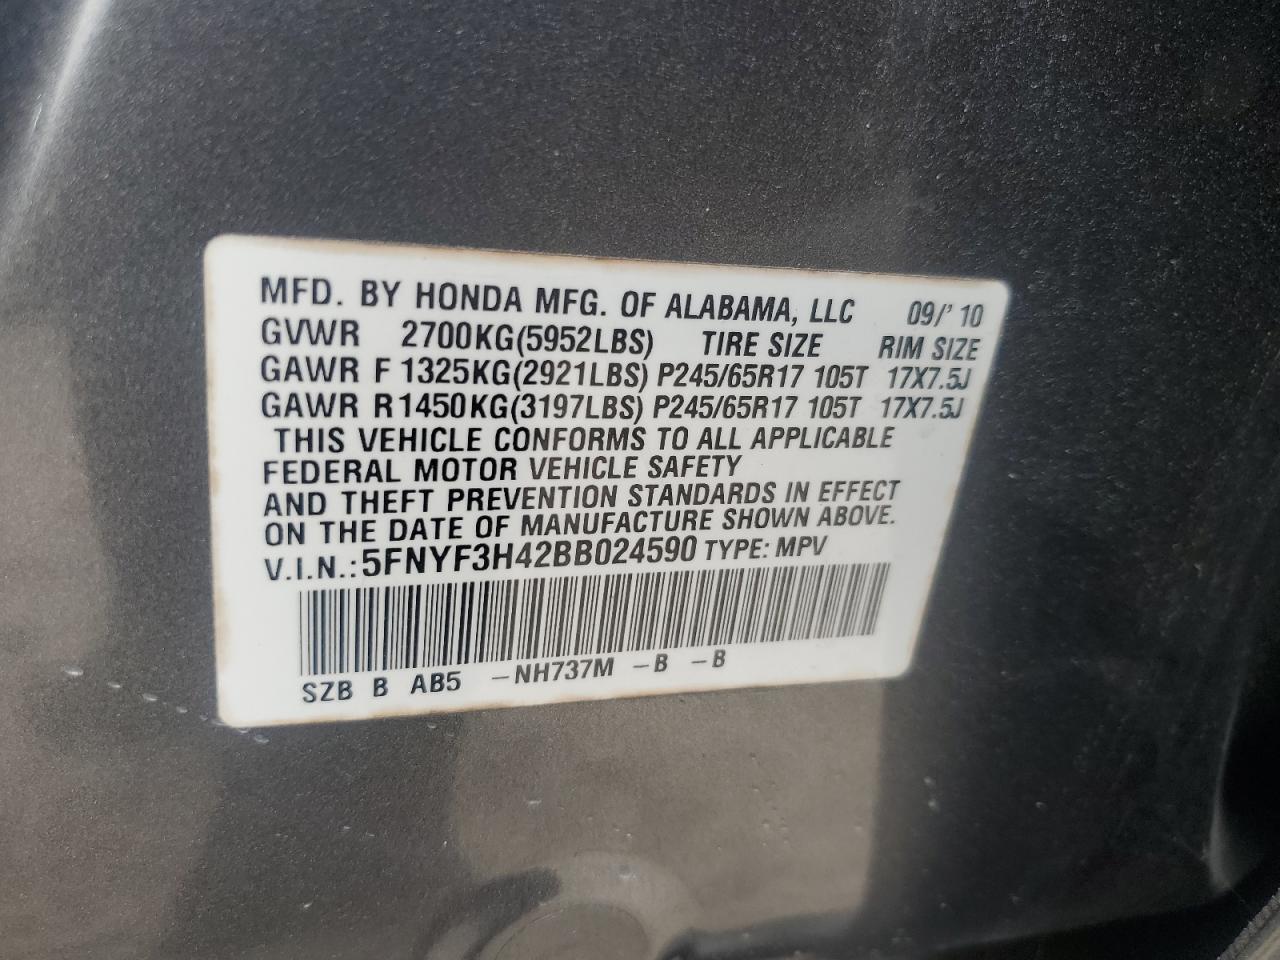 MFD. BY HONDA MFG. OF ALABAMA, LLC 09/'10
GVWR 2700KG(5952LBS) TIRE SIZE RIM SIZE
GAWR F 1325KG(2921LBS) P245/65R17 105T 17X7.5J
GAWR R 1450KG(3197LBS) P245/65R17 105T 17X7.5J
THIS VEHICLE CONFORMS TO ALL APPLICABLE
FEDERAL MOTOR VEHICLE SAFETY
AND THEFT PREVENTION STANDARDS IN EFFECT
ON THE DATE OF MANUFACTURE SHOWN ABOVE.
V.I.N.:5FNYF3H42BB024590 TYPE: MPV
SZB B AB5 -NH737M -B -B